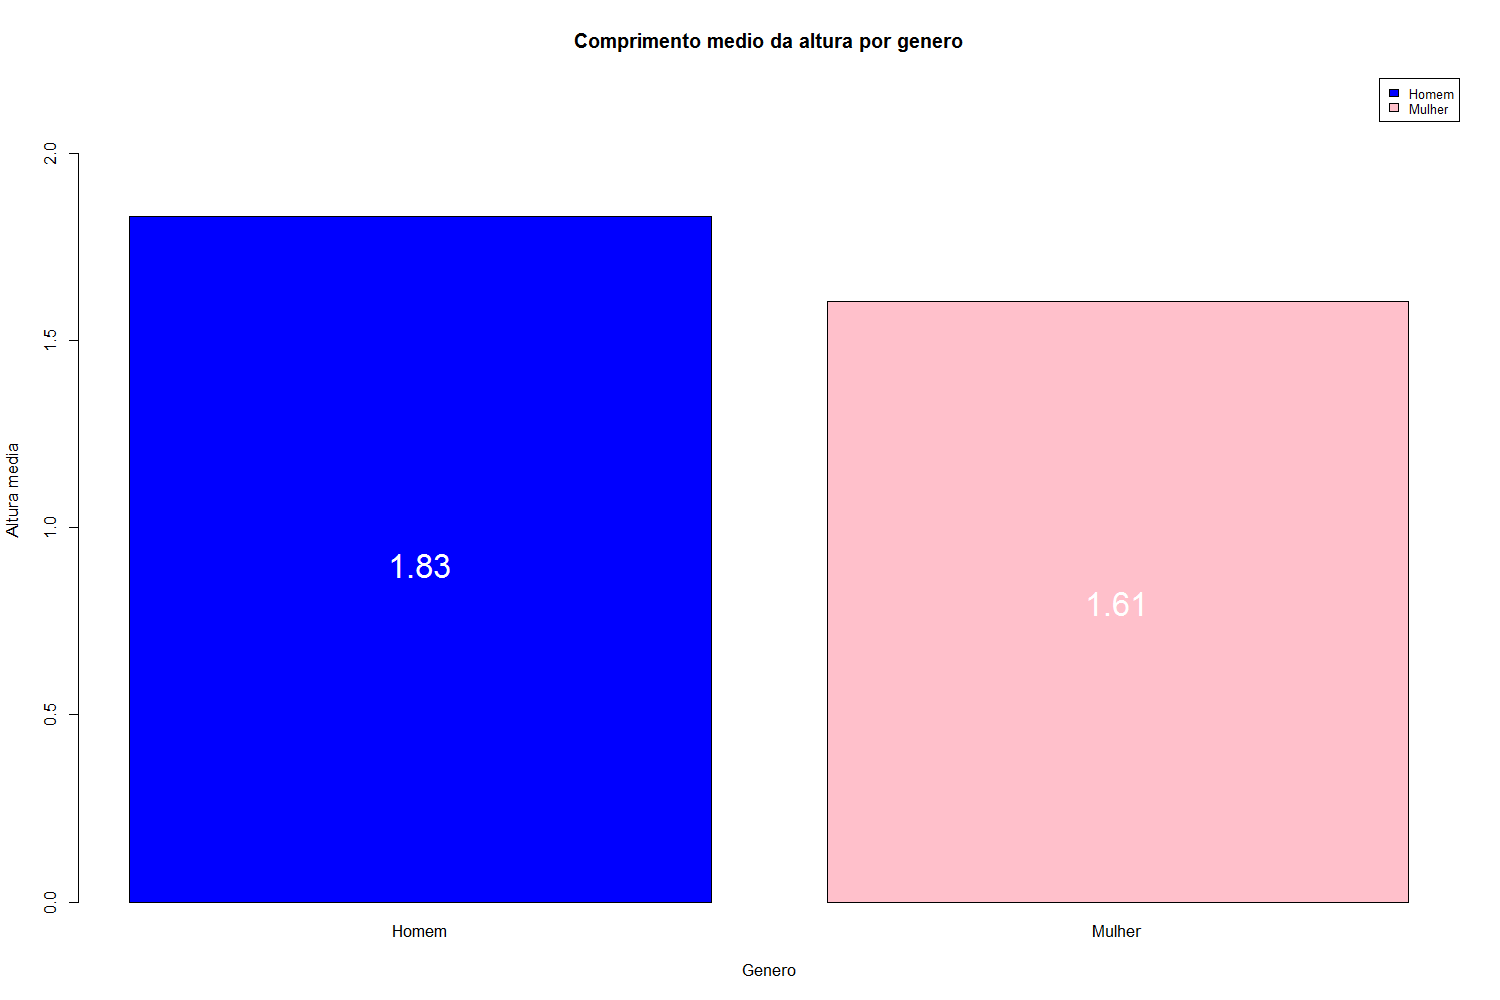 Comprimento medio da altura por genero
Homem
Mulher
2.0
1.5
1.0
0.5
0.0
Altura media
1.83
1.61
Homem
Mulher
Genero